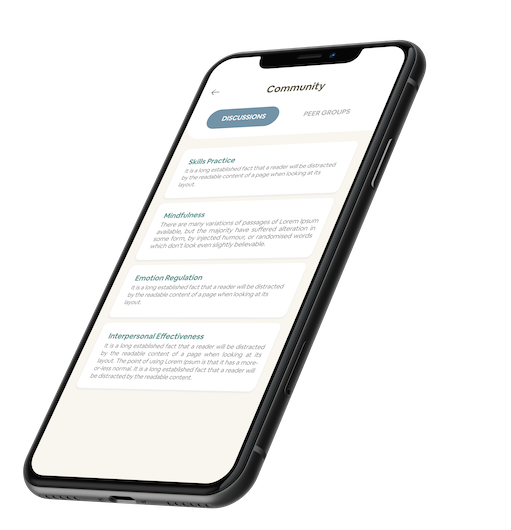 Community
DISCUSSIONS
PEER GROUPS
Skills Practice
It is a long established fact that a reader will be distracted
by the readable content of a page when looking at its
layout.
Mindfulness
There are many variations of passages of Lorem Ipsum
available, but the majority have suffered alteration in
some form, by injected humour, or randomised words
which don't look even slightly believable.
Emotion Regulation
It is a long established fact that a reader will be distracted
by the readable content of a page when looking at its
layout.
Interpersonal Effectiveness
It is a long established fact that a reader will be distracted
by the readable content of a page when looking at its
layout. The point of using Lorem Ipsum is that it has a more-
or-less normal. It is a long established fact that a reader will
be distracted by the readable content.